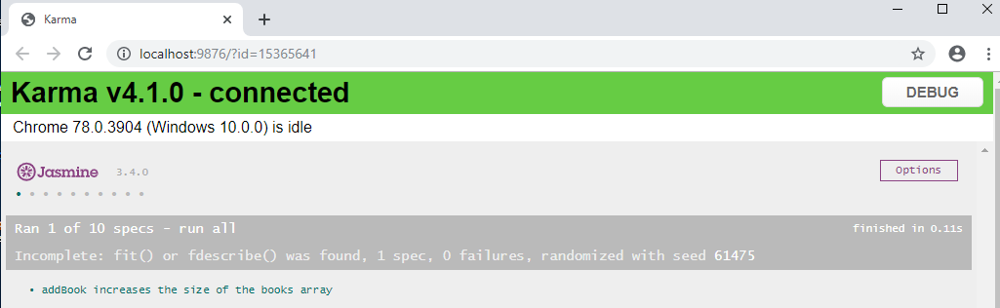 Karma
localhost:9876/?id=15365641
Karma v4.1.0 - connected
DEBUG
Chrome 78.0.3904 (Windows 10.0.0) is idle
Jasmine 3.4.0
Options
Ran 1 of 10 specs - run all
finished in 0.11s
Incomplete: fit() or fdescribe() was found, 1 spec, 0 failures, randomized with seed 61475
• addBook increases the size of the books array